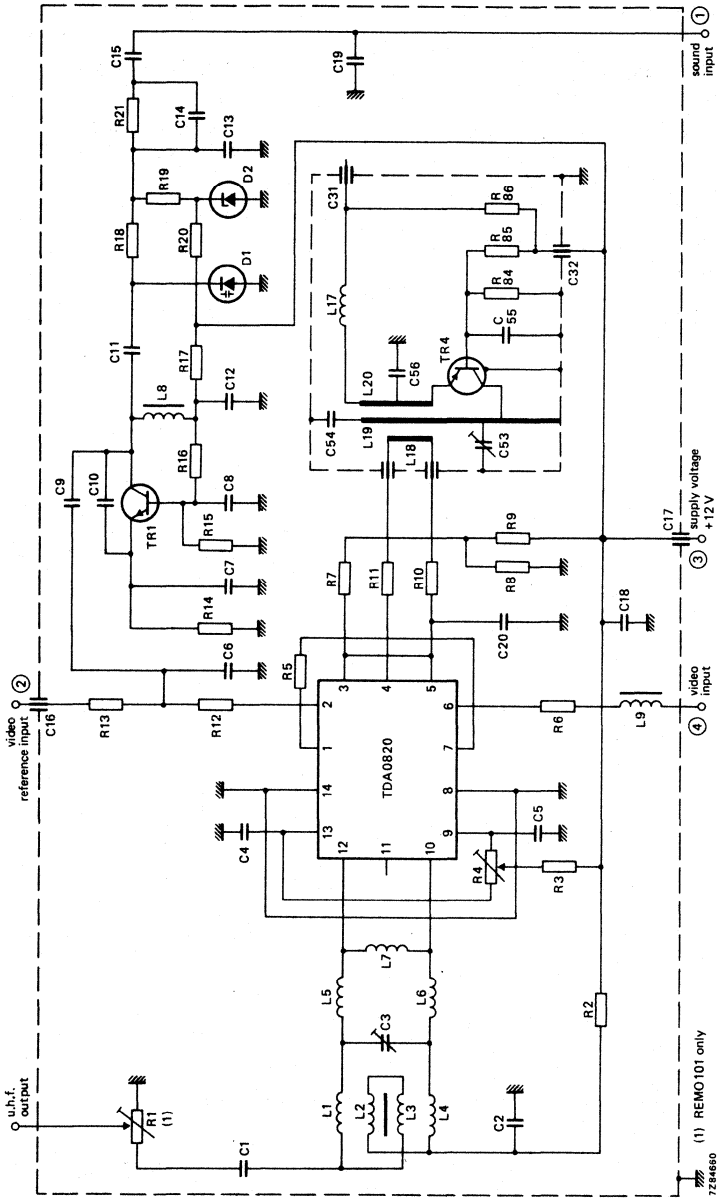 u.h.f.
output
video
reference input
2
C16
R1
(1)
R13
C9
C15
C10
R21
R18
C11
TR1
L8
C14
R19
C13
D2
R20
D1
R17
C12
R16
C8
R15
C7
R14
C6
R12
C1
C4
14
13
12
1
2
R5
L1
L2
L3
L4
L5
L6
L7
C3
11
TDA0820
3
4
5
10
9
8
7
6
R7
R11
R10
C19
C31
L17
L20
C56
C54
L19
L18
C53
TR4
C
55
R
84
R
85
R
86
C32
R4
C5
R3
C2
R2
R6
L9
C20
R8
R9
C18
C17
(1) REMO101 only
7Z84660
4
video
input
3
supply voltage
+12 V
1
sound
input